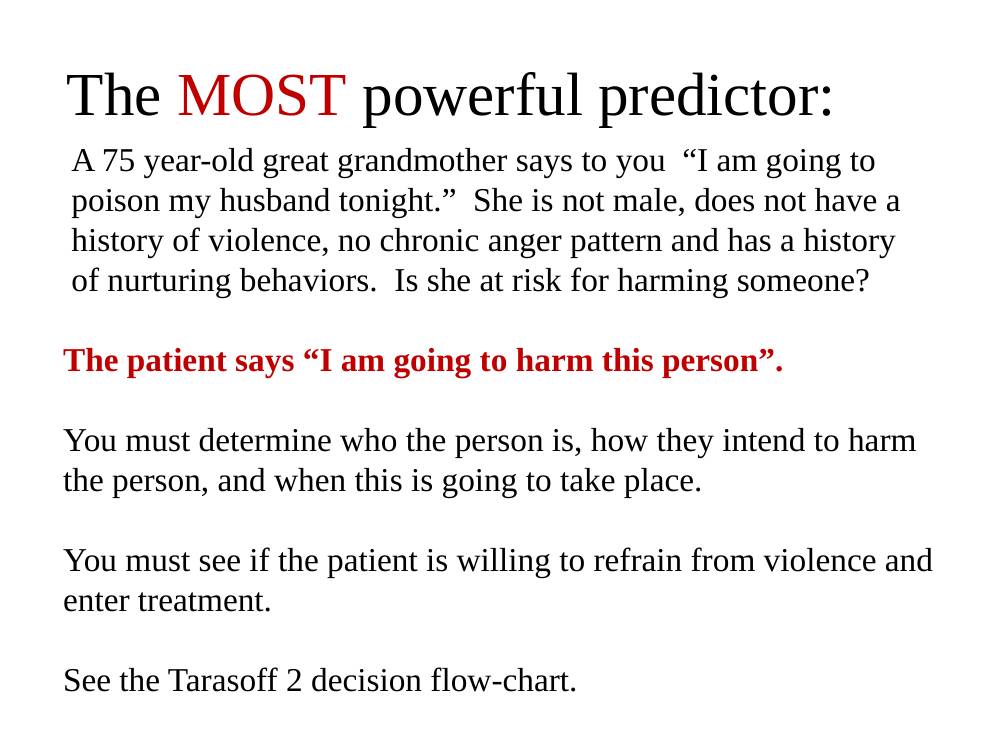 The MOST powerful predictor:
A 75 year-old great grandmother says to you  “I am going to
poison my husband tonight.”  She is not male, does not have a
history of violence, no chronic anger pattern and has a history
of nurturing behaviors.  Is she at risk for harming someone?
The patient says “I am going to harm this person”.
You must determine who the person is, how they intend to harm
the person, and when this is going to take place.
You must see if the patient is willing to refrain from violence and
enter treatment.
See the Tarasoff 2 decision flow-chart.